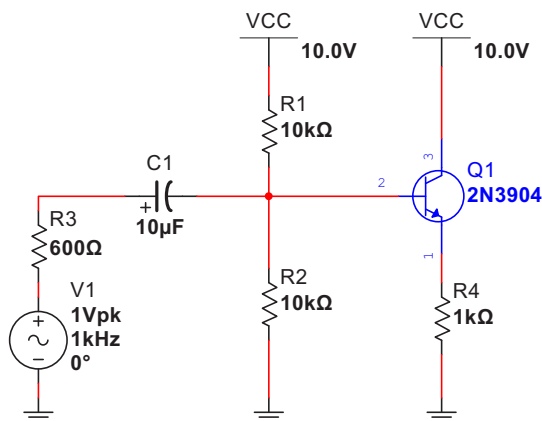 VCC
10.0V
VCC
10.0V
R1
10kΩ
C1
+
10µF
R3
600Ω
V1
1Vpk
1kHz
0°
R2
10kΩ
2
3
1
Q1
2N3904
R4
1kΩ